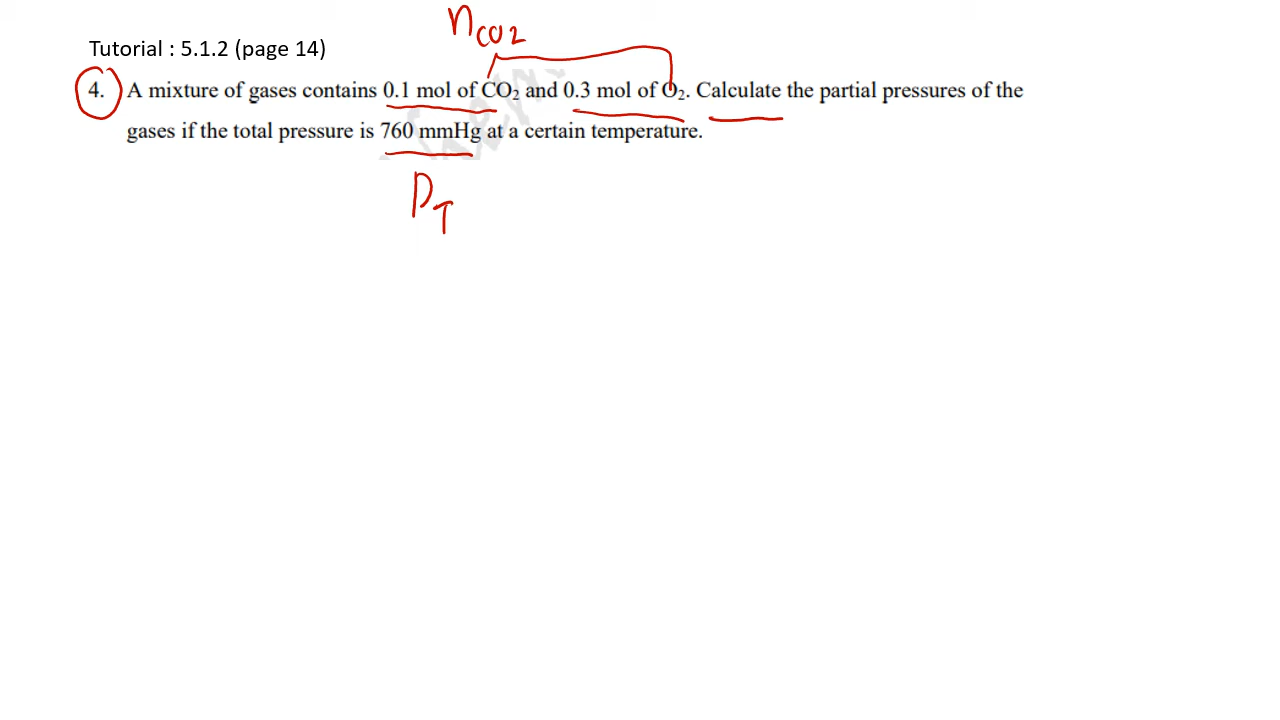 n CO2
Tutorial : 5.1.2 (page 14)
4. A mixture of gases contains 0.1 mol of CO₂ and 0.3 mol of O₂. Calculate the partial pressures of the
gases if the total pressure is 760 mmHg at a certain temperature.
P T